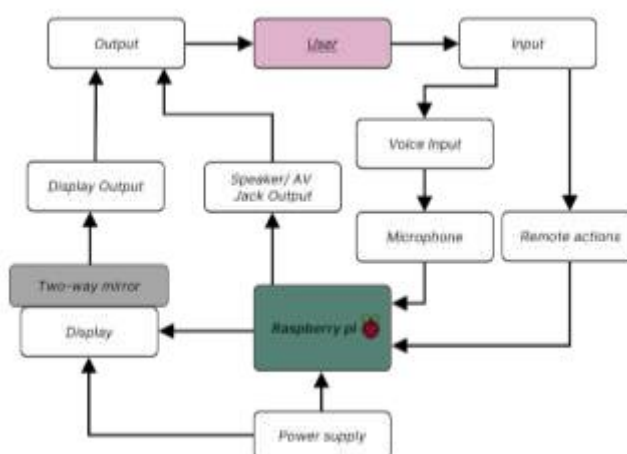 Output
User
Input
Voice Input
Display Output
Speaker/ AV
Jack Output
Microphone
Remote actions
Two-way mirror
Display
Raspberry pi
Power supply